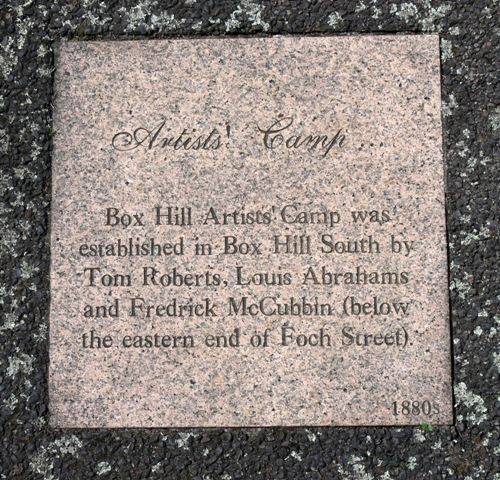 Artists' Camp ...
Box Hill Artists' Camp was
established in Box Hill South by
Tom Roberts, Louis Abrahams
and Fredrick McCubbin (below
the eastern end of Foch Street).
1880s